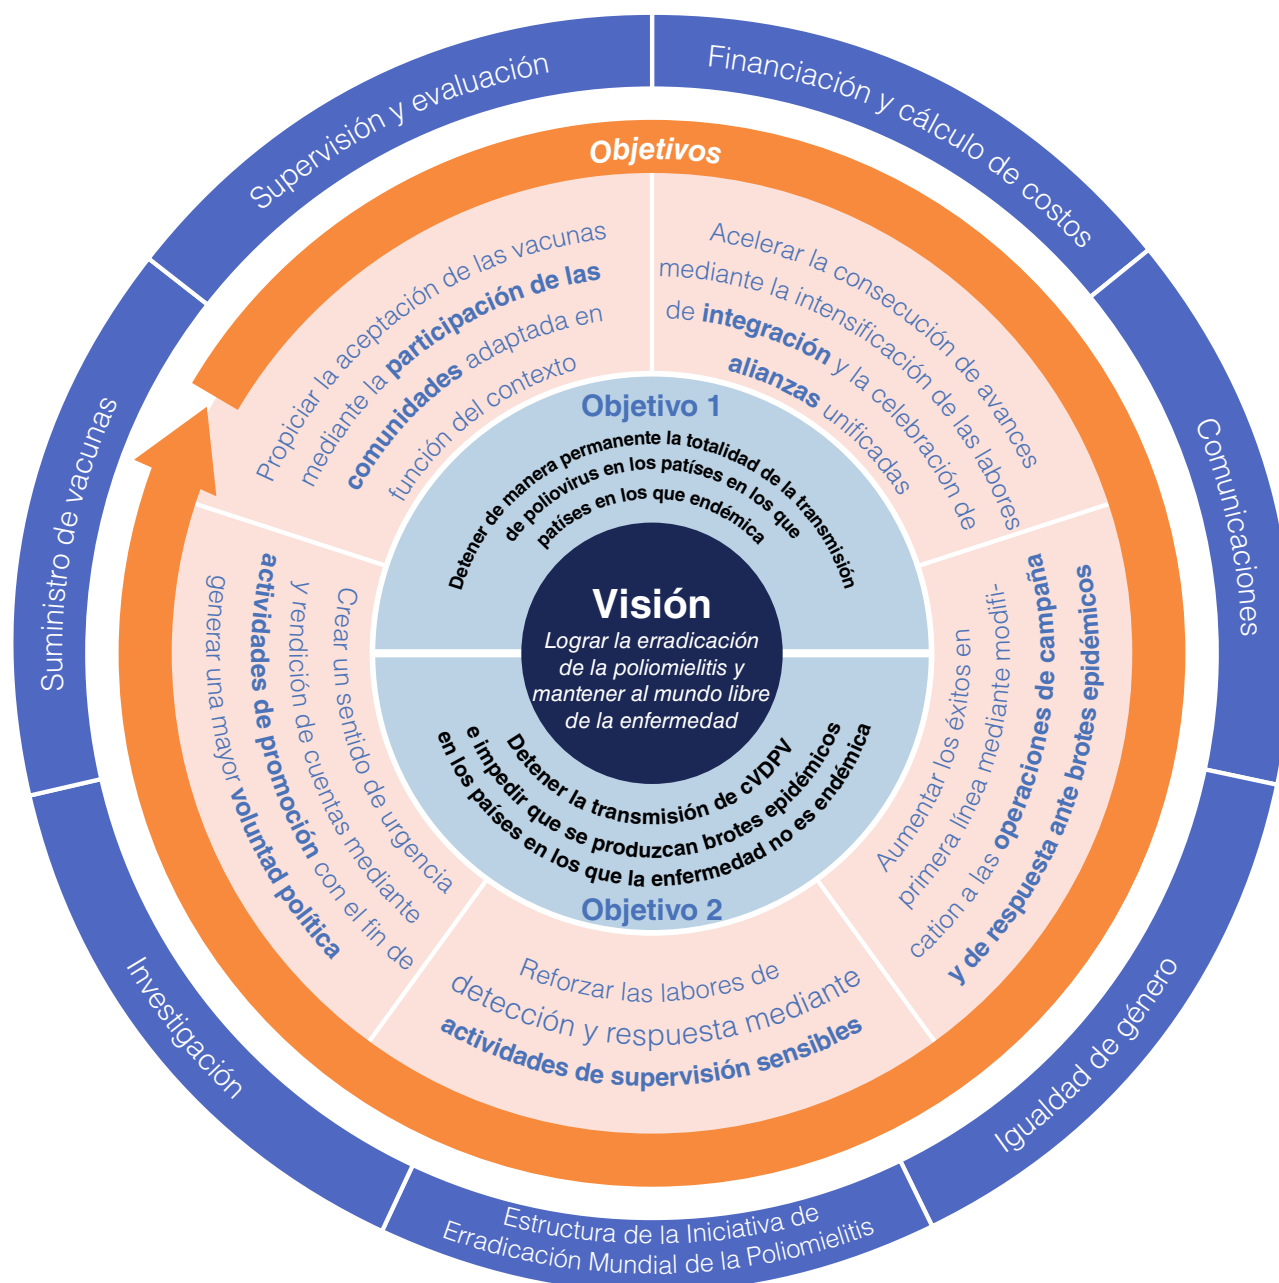 Supervisión y evaluación
Financiación y cálculo de costos
Comunicaciones
Igualdad de género
Estructura de la Iniciativa de
Erradicación Mundial de la Poliomielitis
Investigación
Suministro de vacunas
Objetivos
Propiciar la aceptación de las vacunas
mediante la participación de las
comunidades adaptada en
función del contexto
Acelerar la consecución de avances
mediante la intensificación de las labores
de integración y la celebración de
alianzas unificadas
Aumentar los éxitos en
primera línea mediante modifi-
cation a las operaciones de campaña
y de respuesta ante brotes epidémicos
Reforzar las labores de
detección y respuesta mediante
actividades de supervisión sensibles
Crear un sentido de urgencia
y rendición de cuentas mediante
actividades de promoción con el fin de
generar una mayor voluntad política
Objetivo 1
Detener de manera permanente la totalidad de la transmisión
de poliovirus en los patíses en los que
patíses en los que endémica
Visión
Lograr la erradicación
de la poliomielitis y
mantener al mundo libre
de la enfermedad
Detener la transmisión de cVDPV
e impedir que se produzcan brotes epidémicos
en los países en los que la enfermedad no es endémica
Objetivo 2